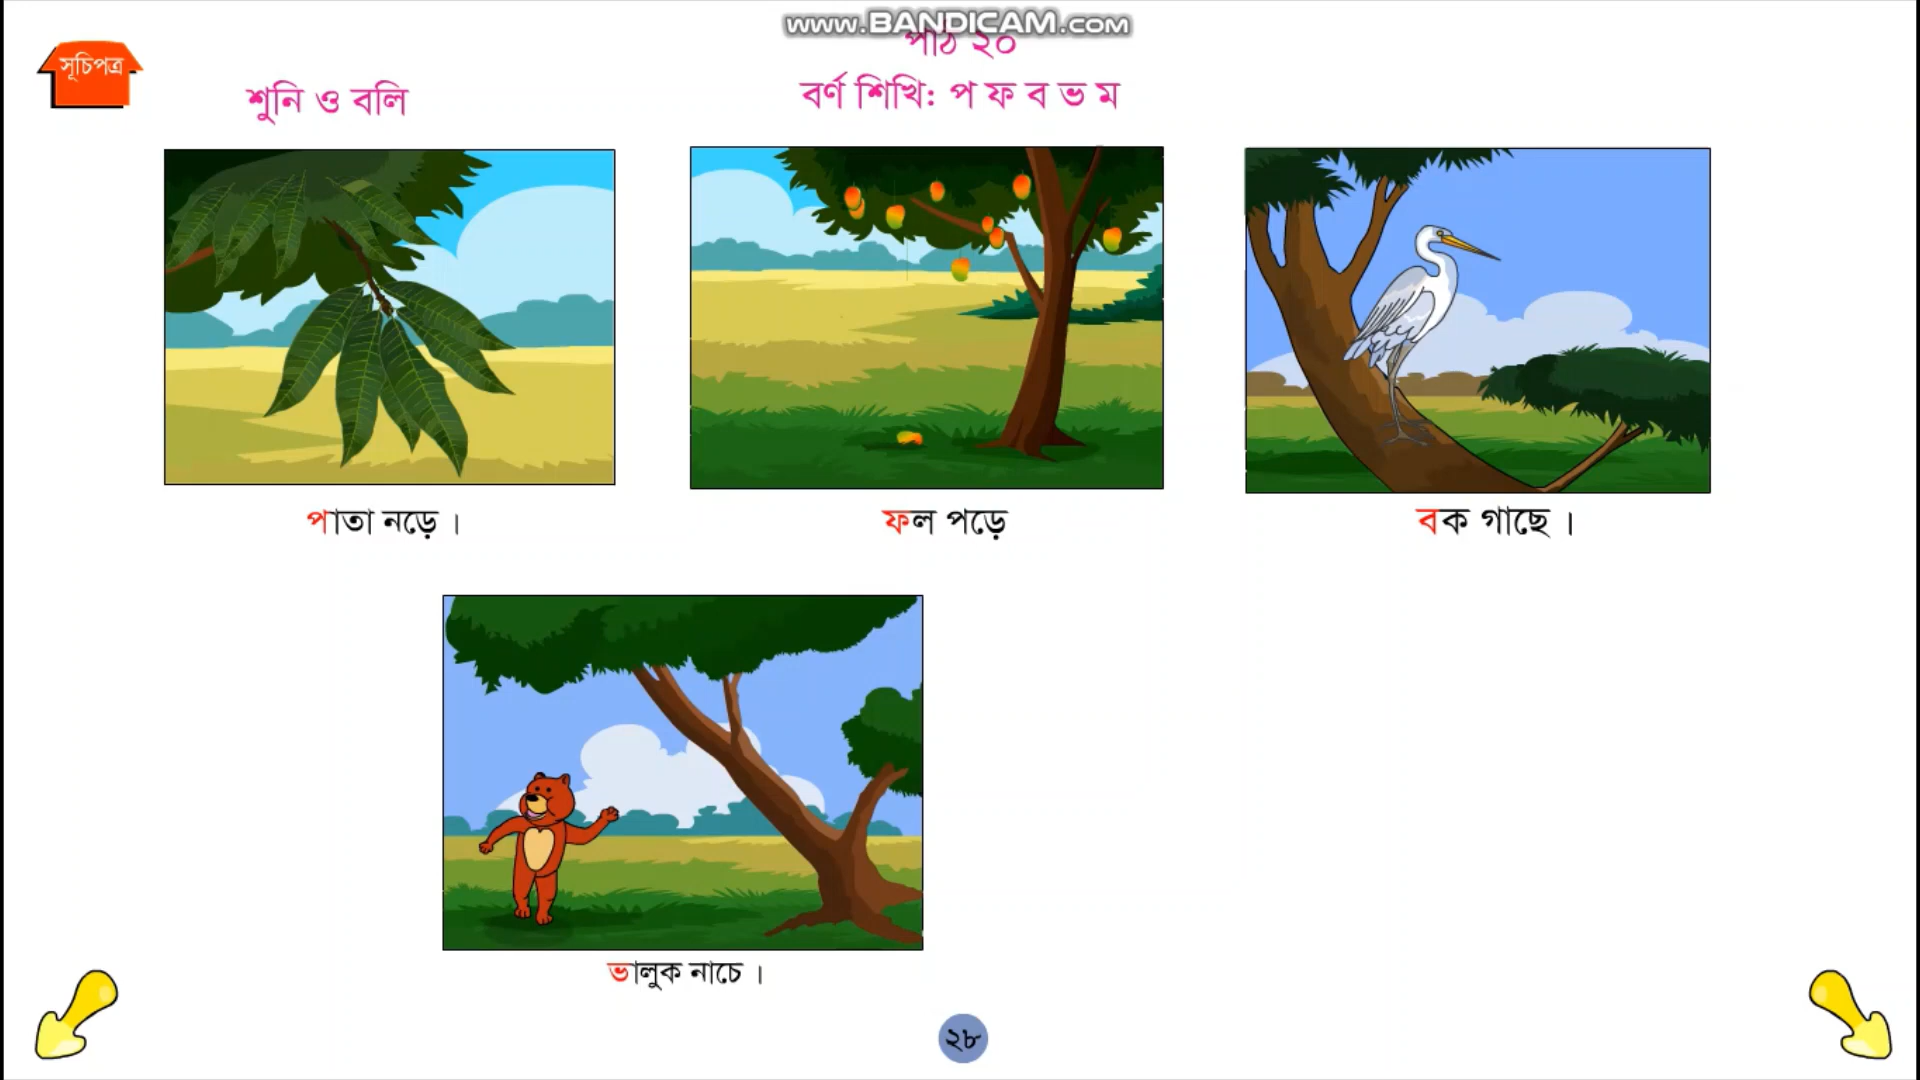 www.BANDICAM.com
পাঠ ২০
সূচিপত্র
শুনি ও বলি
বর্ণ শিখি: প ফ ব ভ ম
পাতা নড়ে।
ফল পড়ে
বক গাছে।
ভালুক নাচে।
২৮